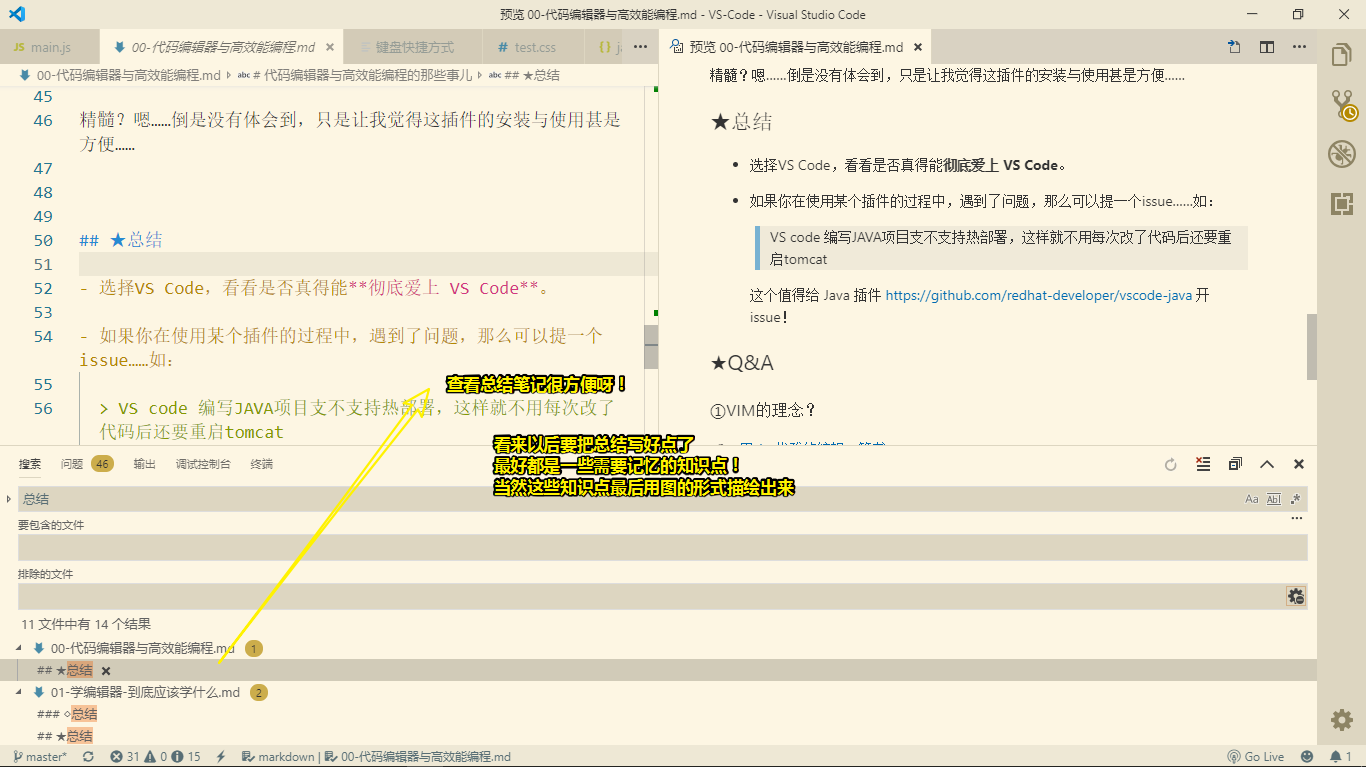 预览 00-代码编辑器与高效能编程.md - VS-Code - Visual Studio Code
JS main.js
00-代码编辑器与高效能编程.md
键盘快捷方式
# test.css
{} ja
预览 00-代码编辑器与高效能编程.md
00-代码编辑器与高效能编程.md
abc # 代码编辑器与高效能编程的那些事儿
abc ## ★总结
45
46 精髓？嗯……倒是没有体会到，只是让我觉得这插件的安装与使用甚是
方便……
47
48
49
50 ## ★总结
51
52 - 选择VS Code，看看是否真得能**彻底爱上 VS Code**。
53
54 - 如果你在使用某个插件的过程中，遇到了问题，那么可以提一个
issue……如：
55
56 > VS code 编写JAVA项目支不支持热部署，这样就不用每次改了
代码后还要重启tomcat
精髓？嗯……倒是没有体会到，只是让我觉得这插件的安装与使用甚是方便……
★总结
• 选择VS Code，看看是否真得能彻底爱上 VS Code。
• 如果你在使用某个插件的过程中，遇到了问题，那么可以提一个issue……如：
VS code 编写JAVA项目支不支持热部署，这样就不用每次改了代码后还要重
启tomcat
这个值得给 Java 插件 https://github.com/redhat-developer/vscode-java 开
issue！
★Q&A
①VIM的理念？
查看总结笔记很方便呀！
看来以后要把总结写好点了
最好都是一些需要记忆的知识点！
当然这些知识点最后用图的形式描绘出来
搜索
问题 46
输出
调试控制台
终端
总结
Aa Abl .*
要包含的文件
排除的文件
11 文件中有 14 个结果
00-代码编辑器与高效能编程.md 1
## ★总结
01-学编辑器-到底应该学什么.md 2
### ◇总结
## ★总结
master* 31 0 15 markdown | 00-代码编辑器与高效能编程.md
Go Live 1